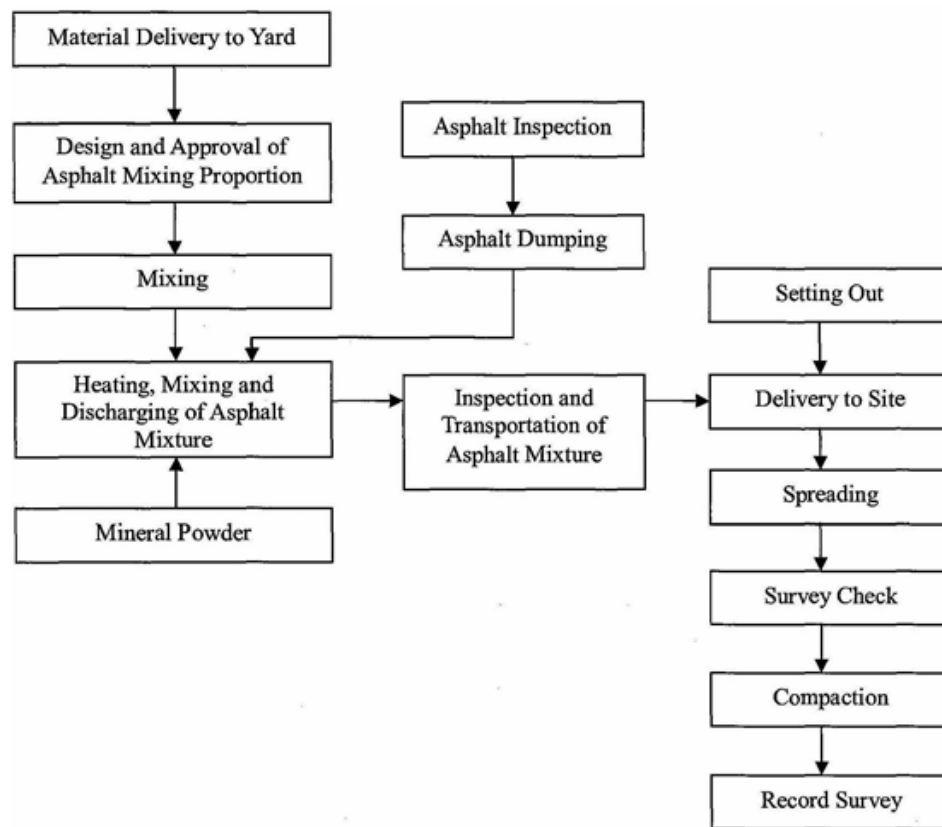 Material Delivery to Yard
Design and Approval of
Asphalt Mixing Proportion
Mixing
Heating, Mixing and
Discharging of Asphalt
Mixture
Mineral Powder
Asphalt Inspection
Asphalt Dumping
Inspection and
Transportation of
Asphalt Mixture
Setting Out
Delivery to Site
Spreading
Survey Check
Compaction
Record Survey